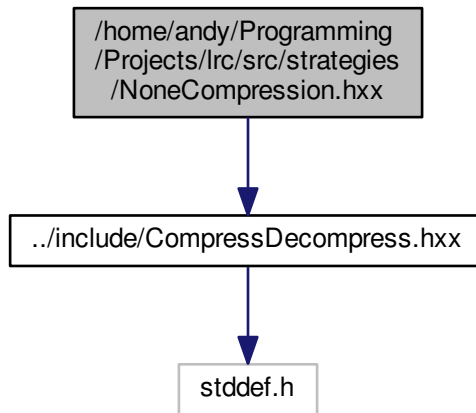 /home/andy/Programming
/Projects/lrc/src/strategies
/NoneCompression.hxx
../include/CompressDecompress.hxx
stddef.h